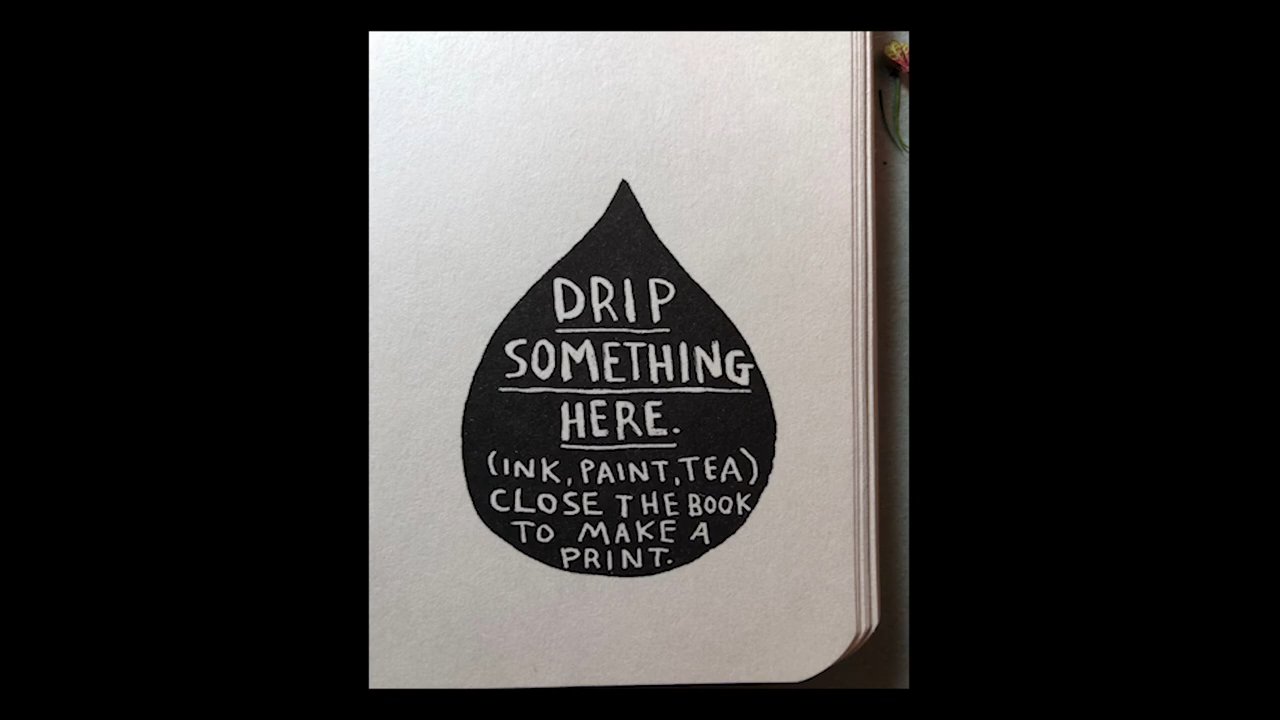 DRIP
SOMETHING
HERE.
(INK, PAINT, TEA)
CLOSE THE BOOK
TO MAKE A
PRINT.